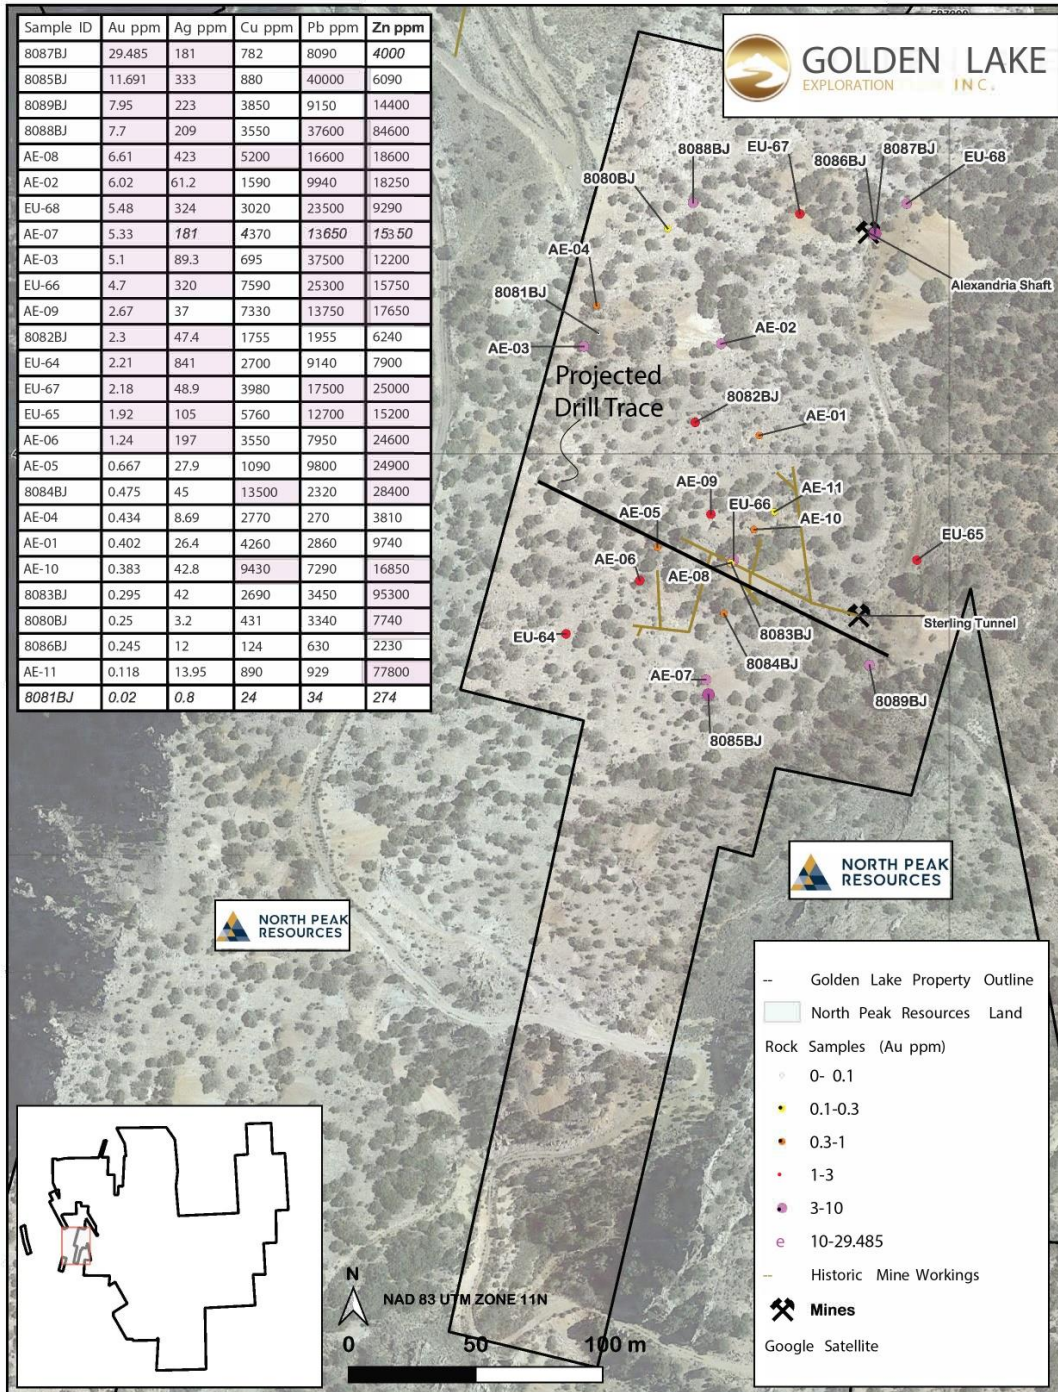 Sample ID Au ppm Ag ppm Cu ppm Pb ppm Zn ppm
8087BJ 29.485 181 782 8090 4000
8085BJ 11.691 333 880 40000 6090
8089BJ 7.95 223 3850 9150 14400
8088BJ 7.7 209 3550 37600 84600
AE-08 6.61 423 5200 16600 18600
AE-02 6.02 61.2 1590 9940 18250
EU-68 5.48 324 3020 23500 9290
AE-07 5.33 181 4370 13650 15350
AE-03 5.1 89.3 695 37500 12200
EU-66 4.7 320 7590 25300 15750
AE-09 2.67 37 7330 13750 17650
8082BJ 2.3 47.4 1755 1955 6240
EU-64 2.21 841 2700 9140 7900
EU-67 2.18 48.9 3980 17500 25000
EU-65 1.92 105 5760 12700 15200
AE-06 1.24 197 3550 7950 24600
AE-05 0.667 27.9 1090 9800 24900
8084BJ 0.475 45 13500 2320 28400
AE-04 0.434 8.69 2770 270 3810
AE-01 0.402 26.4 4260 2860 9740
AE-10 0.383 42.8 9430 7290 16850
8083BJ 0.295 42 2690 3450 95300
8080BJ 0.25 3.2 431 3340 7740
8086BJ 0.245 12 124 630 2230
AE-11 0.118 13.95 890 929 77800
8081BJ 0.02 0.8 24 34 274
GOLDEN LAKE
EXPLORATION INC.
8088BJ
EU-67
8086BJ
8087BJ
EU-68
8080BJ
AE-04
Alexandria Shaft
8081BJ
AE-03
AE-02
Projected
Drill Trace
8082BJ
AE-01
AE-09
EU-66
AE-11
AE-05
AE-10
EU-65
AE-06
AE-08
Sterling Tunnel
EU-64
8083BJ
8084BJ
AE-07
8089BJ
8085BJ
NORTH PEAK
RESOURCES
NORTH PEAK
RESOURCES
-- Golden Lake Property Outline
North Peak Resources Land
Rock Samples (Au ppm)
0- 0.1
0.1-0.3
0.3-1
1-3
3-10
e 10-29.485
-- Historic Mine Workings
Mines
Google Satellite
N
NAD 83 UTM ZONE 11N
0 50 100 m